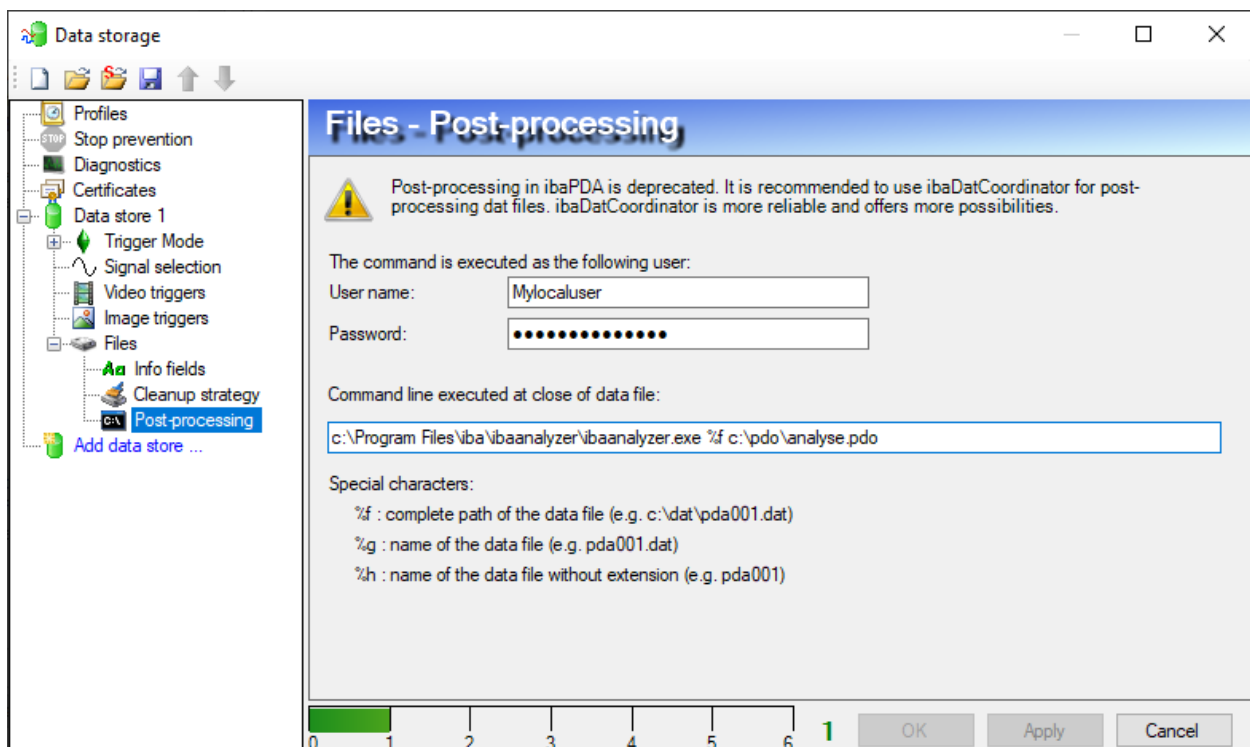 Data storage
Profiles
STOP Stop prevention
Diagnostics
Certificates
Data store 1
Trigger Mode
Signal selection
Video triggers
Image triggers
Files
Aa Info fields
Cleanup strategy
C:\ Post-processing
Add data store ...
Files - Post-processing
Post-processing in ibaPDA is deprecated. It is recommended to use ibaDatCoordinator for post-
processing dat files. ibaDatCoordinator is more reliable and offers more possibilities.
The command is executed as the following user:
User name: Mylocaluser
Password: ●●●●●●●●●●●●●●
Command line executed at close of data file:
c:\Program Files\iba\ibaanalyzer\ibaanalyzer.exe %f c:\pdo\analyse.pdo
Special characters:
%f : complete path of the data file (e.g. c:\dat\pda001.dat)
%g : name of the data file (e.g. pda001.dat)
%h : name of the data file without extension (e.g. pda001)
0 1 2 3 4 5 6 1 OK Apply Cancel